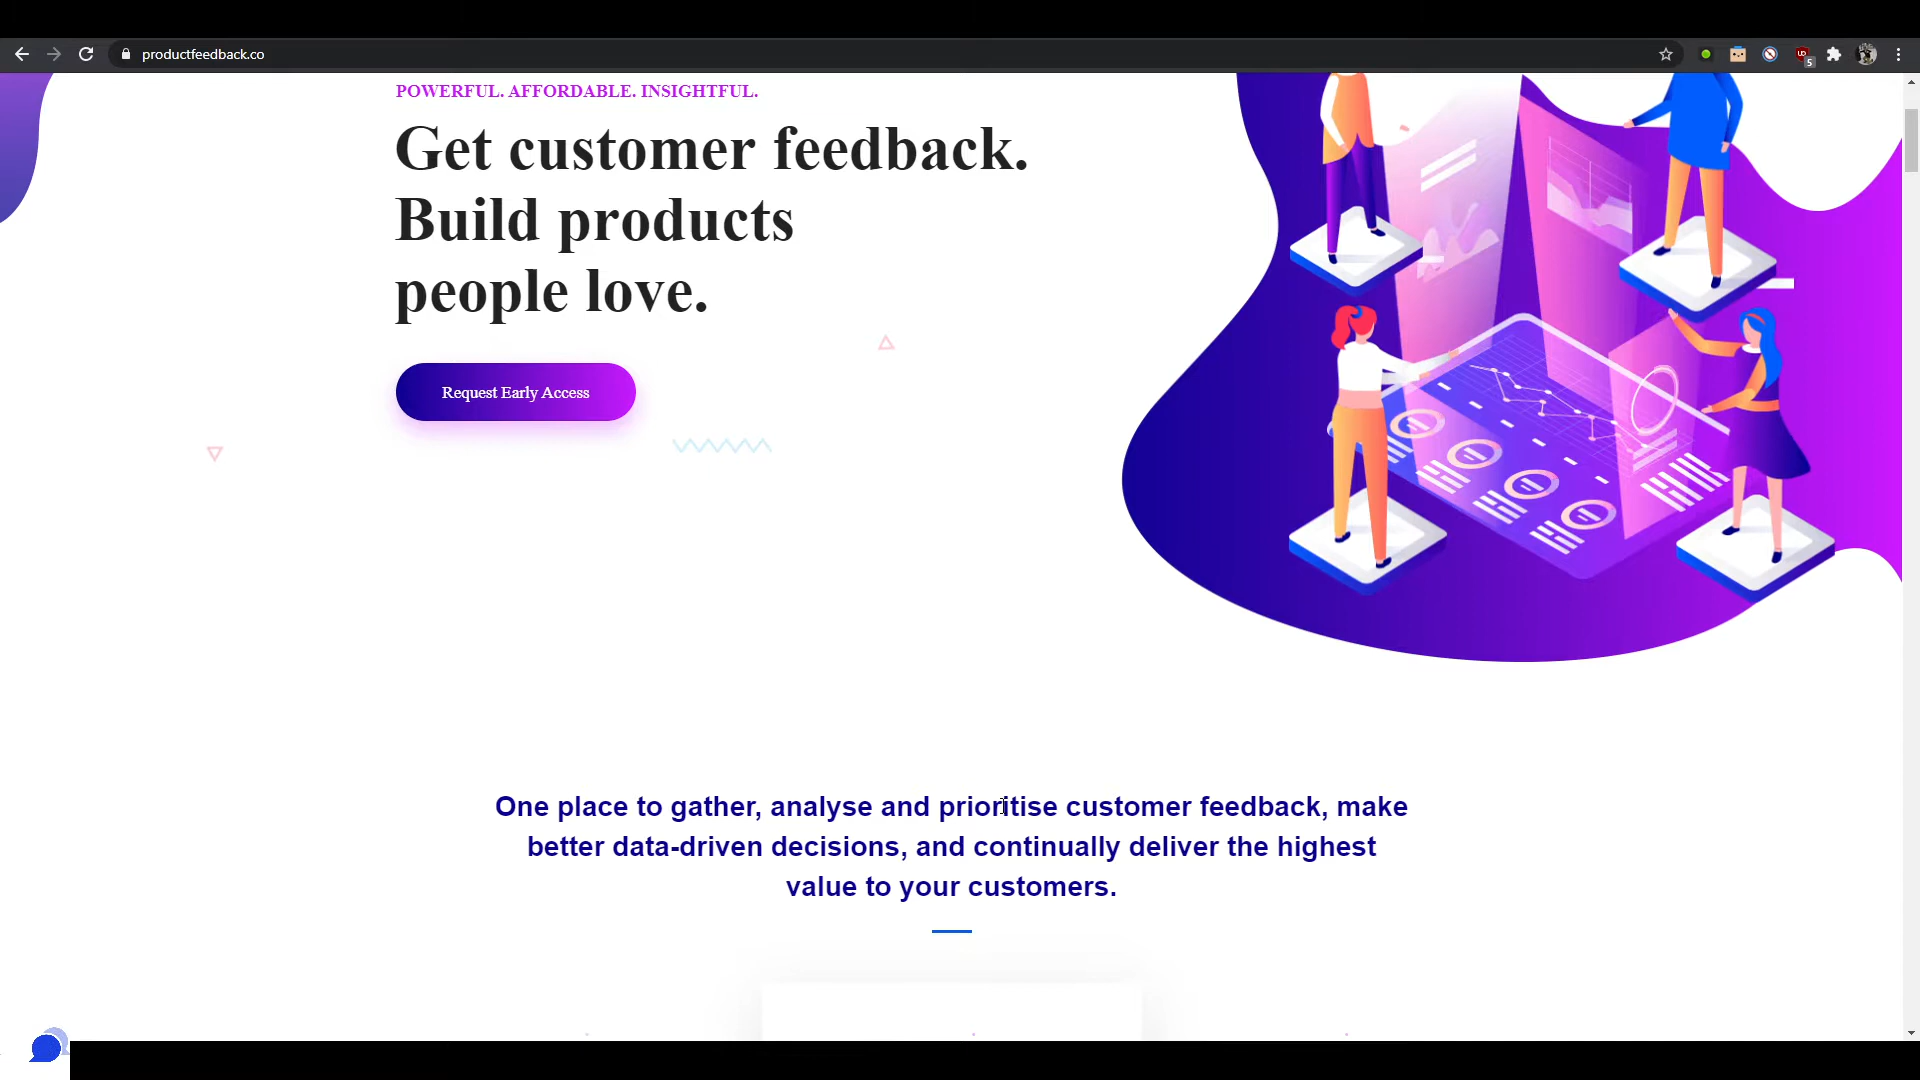 productfeedback.co
5
POWERFUL. AFFORDABLE. INSIGHTFUL.
Get customer feedback.
Build products
people love.
Request Early Access
One place to gather, analyse and prioritise customer feedback, make
better data-driven decisions, and continually deliver the highest
value to your customers.